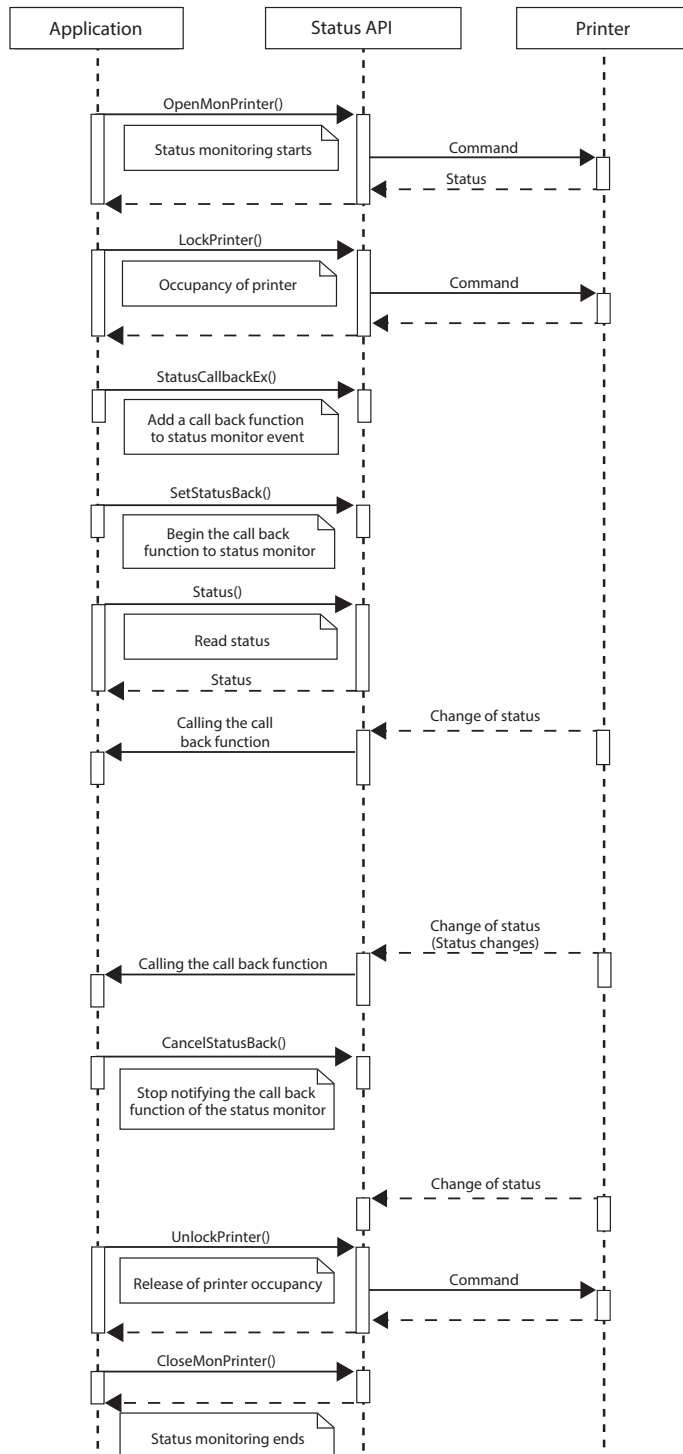 Application
Status API
Printer
OpenMonPrinter()
Status monitoring starts
Command
Status
LockPrinter()
Occupancy of printer
Command
StatusCallbackEx()
Add a call back function
to status monitor event
SetStatusBack()
Begin the call back
function to status monitor
Status()
Read status
Status
Calling the call
back function
Change of status
Change of status
(Status changes)
Calling the call back function
CancelStatusBack()
Stop notifying the call back
function of the status monitor
Change of status
UnlockPrinter()
Release of printer occupancy
Command
CloseMonPrinter()
Status monitoring ends